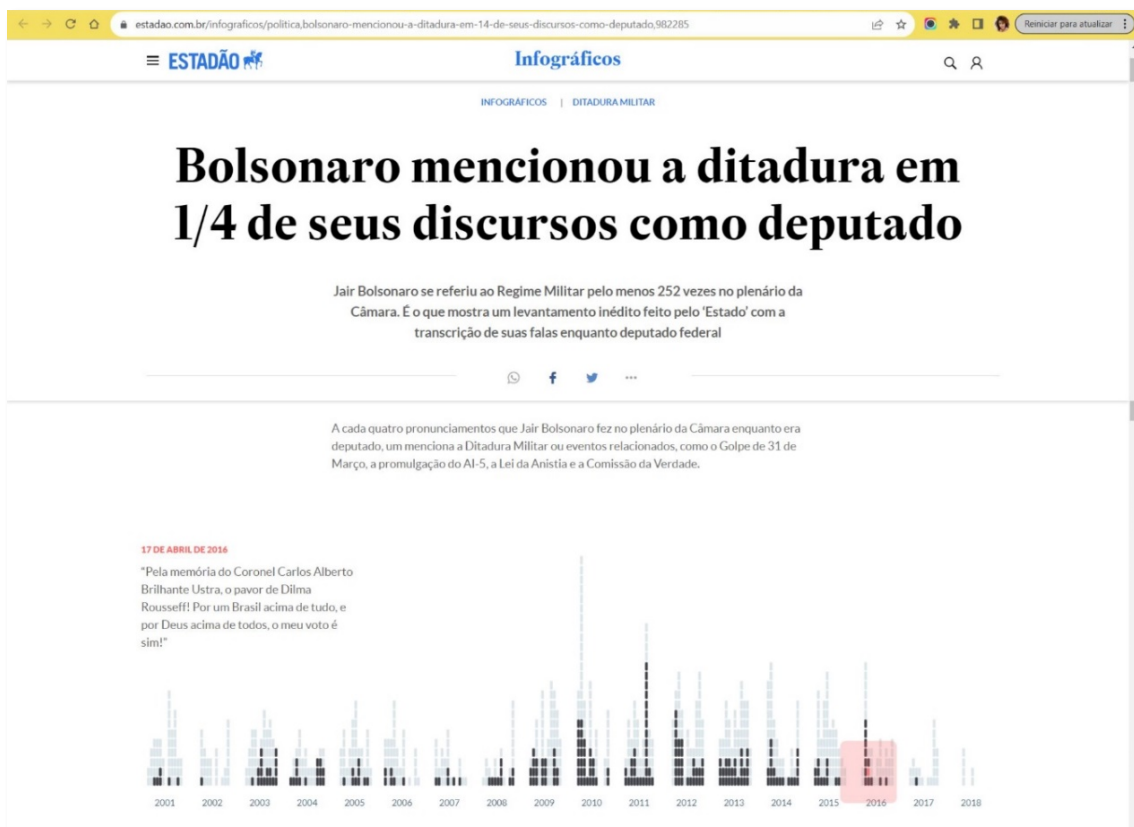 estadao.com.br/infograficos/politica,bolsonaro-mencionou-a-ditadura-em-14-de-seus-discursos-como-deputado,982285
Reiniciar para atualizar
ESTADÃO
Infográficos
INFOGRÁFICOS | DITADURA MILITAR
Bolsonaro mencionou a ditadura em
1/4 de seus discursos como deputado
Jair Bolsonaro se referiu ao Regime Militar pelo menos 252 vezes no plenário da
Câmara. É o que mostra um levantamento inédito feito pelo 'Estado' com a
transcrição de suas falas enquanto deputado federal
A cada quatro pronunciamentos que Jair Bolsonaro fez no plenário da Câmara enquanto era
deputado, um menciona a Ditadura Militar ou eventos relacionados, como o Golpe de 31 de
Março, a promulgação do AI-5, a Lei da Anistia e a Comissão da Verdade.
17 DE ABRIL DE 2016
"Pela memória do Coronel Carlos Alberto
Brilhante Ustra, o pavor de Dilma
Rousseff! Por um Brasil acima de tudo, e
por Deus acima de todos, o meu voto é
sim!"
2001 2002 2003 2004 2005 2006 2007 2008 2009 2010 2011 2012 2013 2014 2015 2016 2017 2018